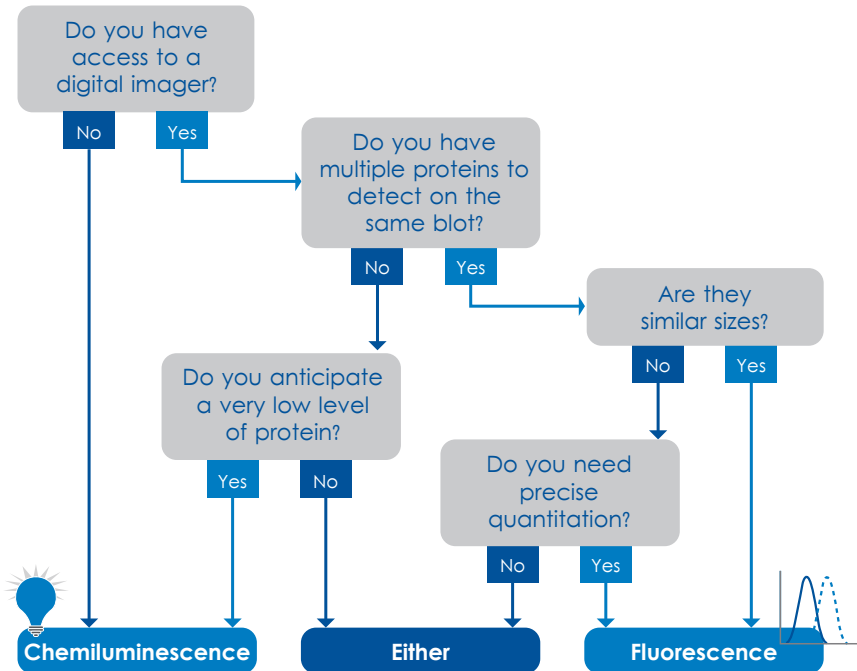 Do you have
access to a
digital imager?
No
Yes
Do you have
multiple proteins to
detect on the
same blot?
No
Yes
Are they
similar sizes?
No
Yes
Do you anticipate
a very low level
of protein?
Yes
No
Do you need
precise
quantitation?
No
Yes
Chemiluminescence
Either
Fluorescence